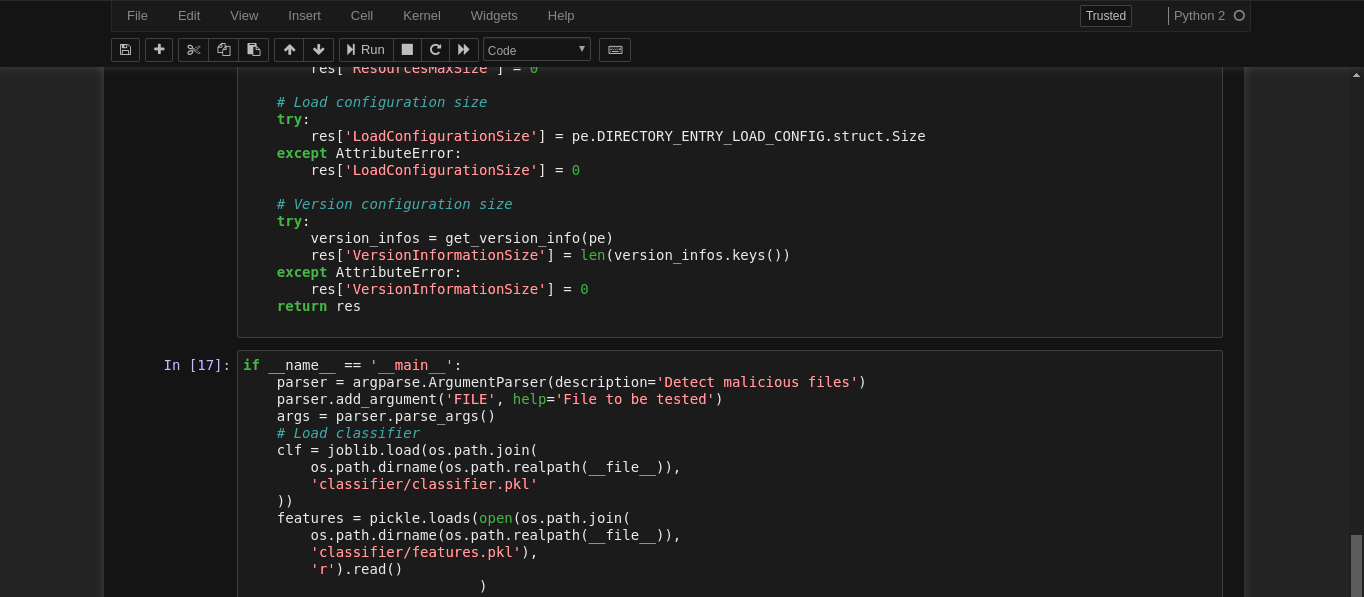 File Edit View Insert Cell Kernel Widgets Help Trusted Python 2
Run Code
res['ResourcesMaxSize'] = 0
# Load configuration size
try:
res['LoadConfigurationSize'] = pe.DIRECTORY_ENTRY_LOAD_CONFIG.struct.Size
except AttributeError:
res['LoadConfigurationSize'] = 0
# Version configuration size
try:
version_infos = get_version_info(pe)
res['VersionInformationSize'] = len(version_infos.keys())
except AttributeError:
res['VersionInformationSize'] = 0
return res
In [17]: if __name__ == '__main__':
parser = argparse.ArgumentParser(description='Detect malicious files')
parser.add_argument('FILE', help='File to be tested')
args = parser.parse_args()
# Load classifier
clf = joblib.load(os.path.join(
os.path.dirname(os.path.realpath(__file__)),
'classifier/classifier.pkl'
))
features = pickle.loads(open(os.path.join(
os.path.dirname(os.path.realpath(__file__)),
'classifier/features.pkl'),
'r').read()
)